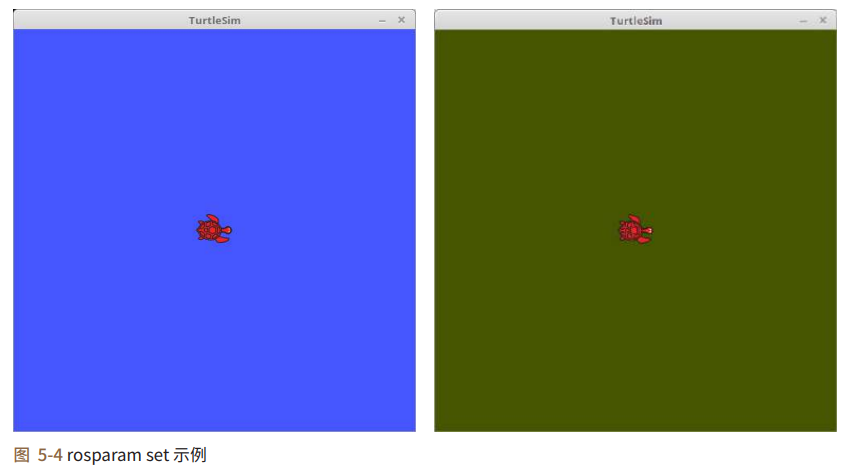 TurtleSim
TurtleSim
图 5-4 rosparam set 示例